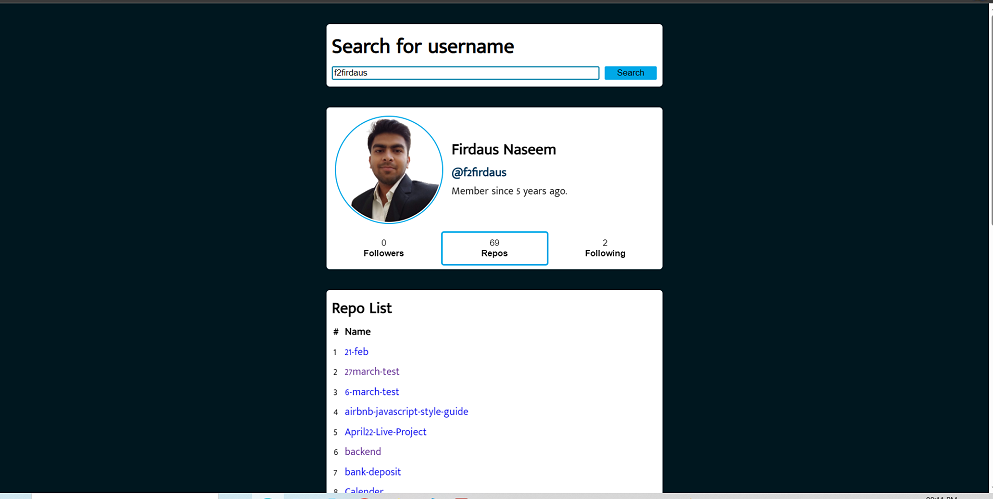 Search for username
f2firdaus Search
Firdaus Naseem
@f2firdaus
Member since 5 years ago.
0 69 2
Followers Repos Following
Repo List
# Name
1 21-feb
2 27march-test
3 6-march-test
4 airbnb-javascript-style-guide
5 April22-Live-Project
6 backend
7 bank-deposit
8 Calender